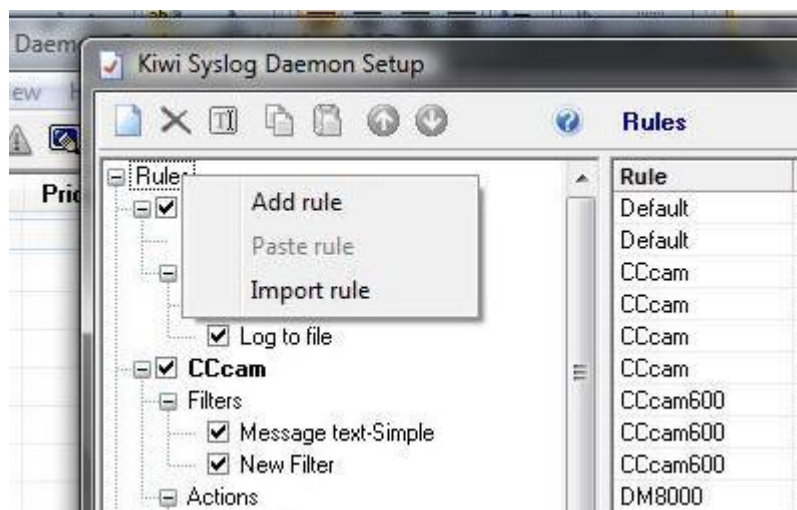 Daem
Kiwi Syslog Daemon Setup
ew H
Rules
Rules
Rule
Add rule
Default
Pric
Paste rule
Default
Import rule
CCcam
CCcam
Log to file
CCcam
CCcam
CCcam
Filters
CCcam600
Message text-Simple
CCcam600
New Filter
CCcam600
Actions
DM8000